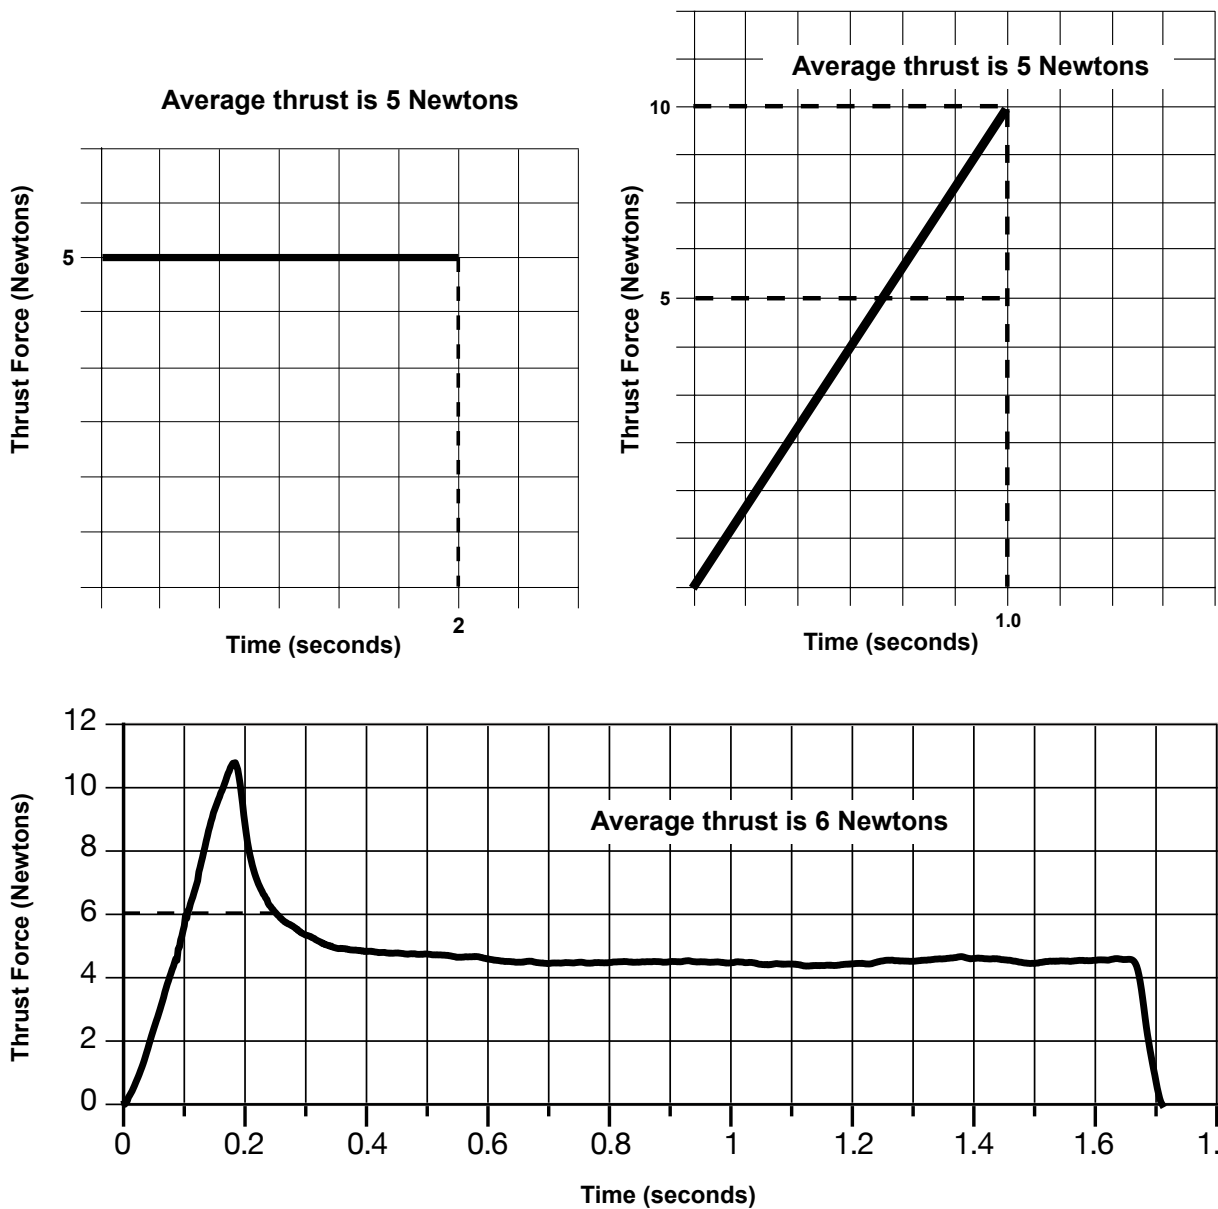 Average thrust is 5 Newtons
Thrust Force (Newtons)
5
2
Time (seconds)
Average thrust is 5 Newtons
Thrust Force (Newtons)
10
5
1.0
Time (seconds)
Average thrust is 6 Newtons
Thrust Force (Newtons)
12
10
8
6
4
2
0
0 0.2 0.4 0.6 0.8 1 1.2 1.4 1.6 1.
Time (seconds)